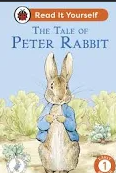 Read It Yourself
THE TALE OF
PETER RABBIT
1